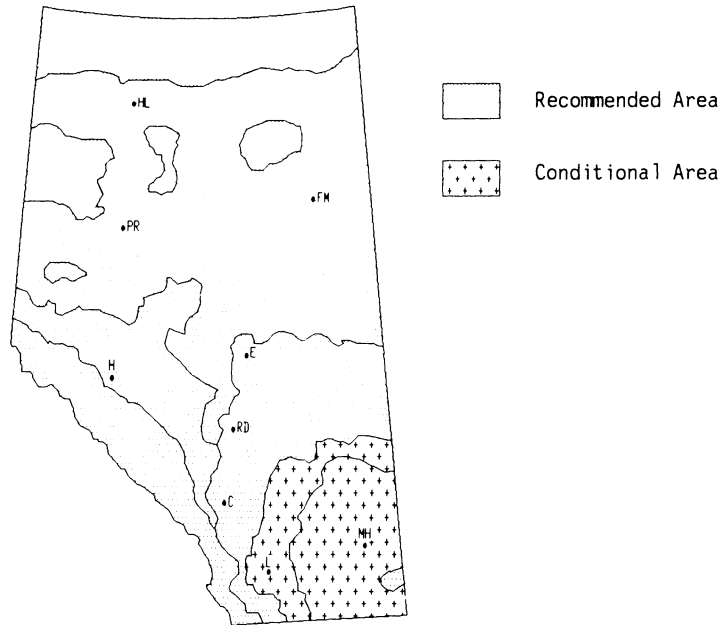 HL
Recommended Area
Conditional Area
FM
PR
E
H
RD
C
MH
L